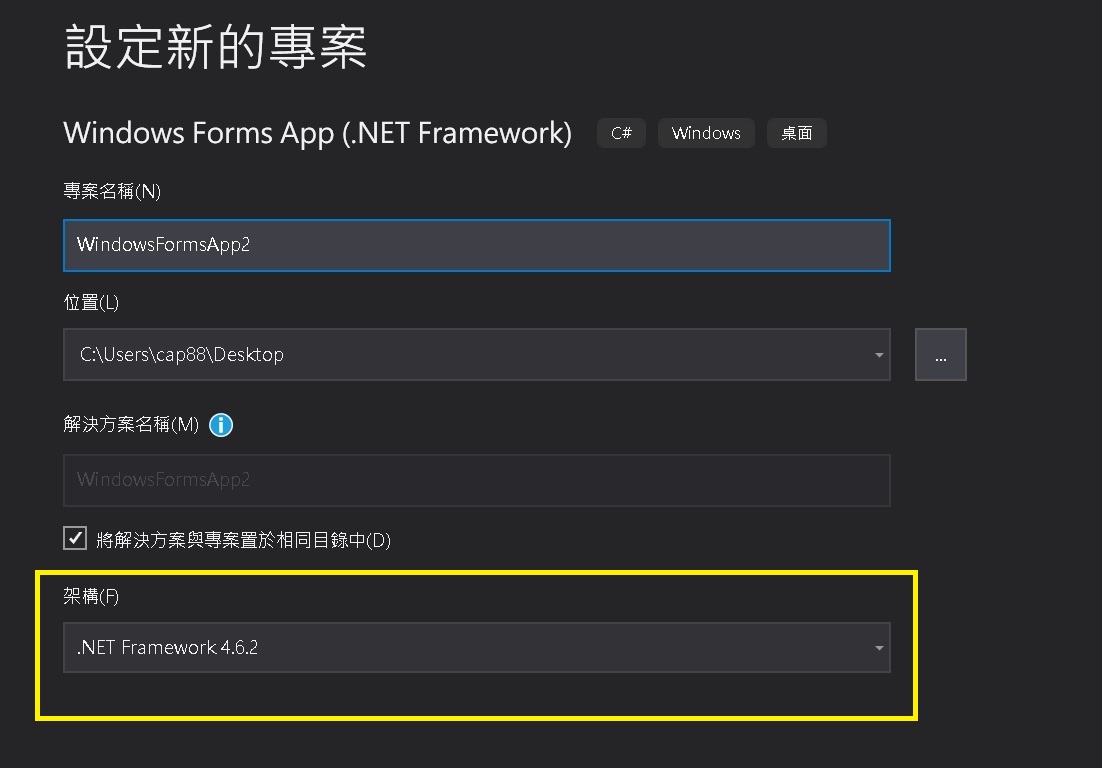 設定新的專案
Windows Forms App (.NET Framework) C# Windows 桌面
專案名稱(N)
WindowsFormsApp2
位置(L)
C:\Users\cap88\Desktop ...
解決方案名稱(M)
WindowsFormsApp2
將解決方案與專案置於相同目錄中(D)
架構(F)
.NET Framework 4.6.2